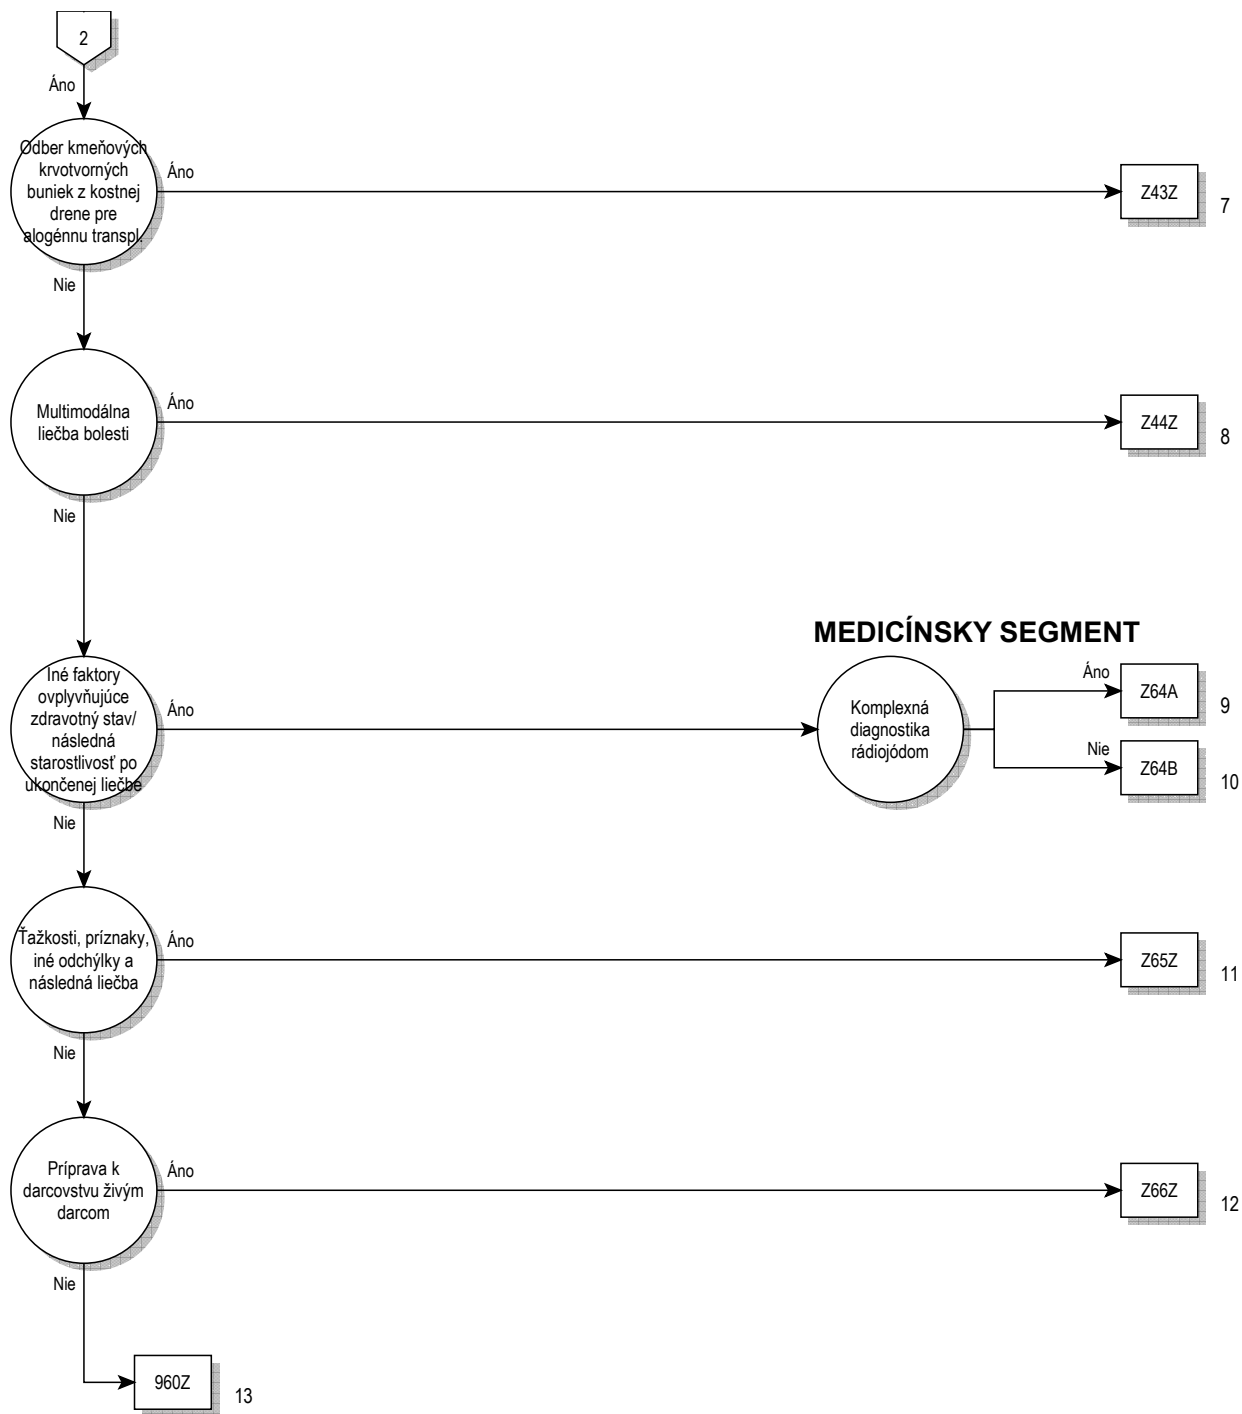 2
Áno
Odber kmeňových
krvotvorných
buniek z kostnej
drene pre
alogénnu transpl.
Áno
Z43Z
7
Nie
Multimodálna
liečba bolesti
Áno
Z44Z
8
Nie
MEDICÍNSKY SEGMENT
Iné faktory
ovplyvňujúce
zdravotný stav/
následná
starostlivosť po
ukončenej liečbe
Áno
Komplexná
diagnostika
rádiojódom
Áno
Z64A
9
Nie
Z64B
10
Nie
Ťažkosti, príznaky,
iné odchýlky a
následná liečba
Áno
Z65Z
11
Nie
Príprava k
darcovstvu živým
darcom
Áno
Z66Z
12
Nie
960Z
13